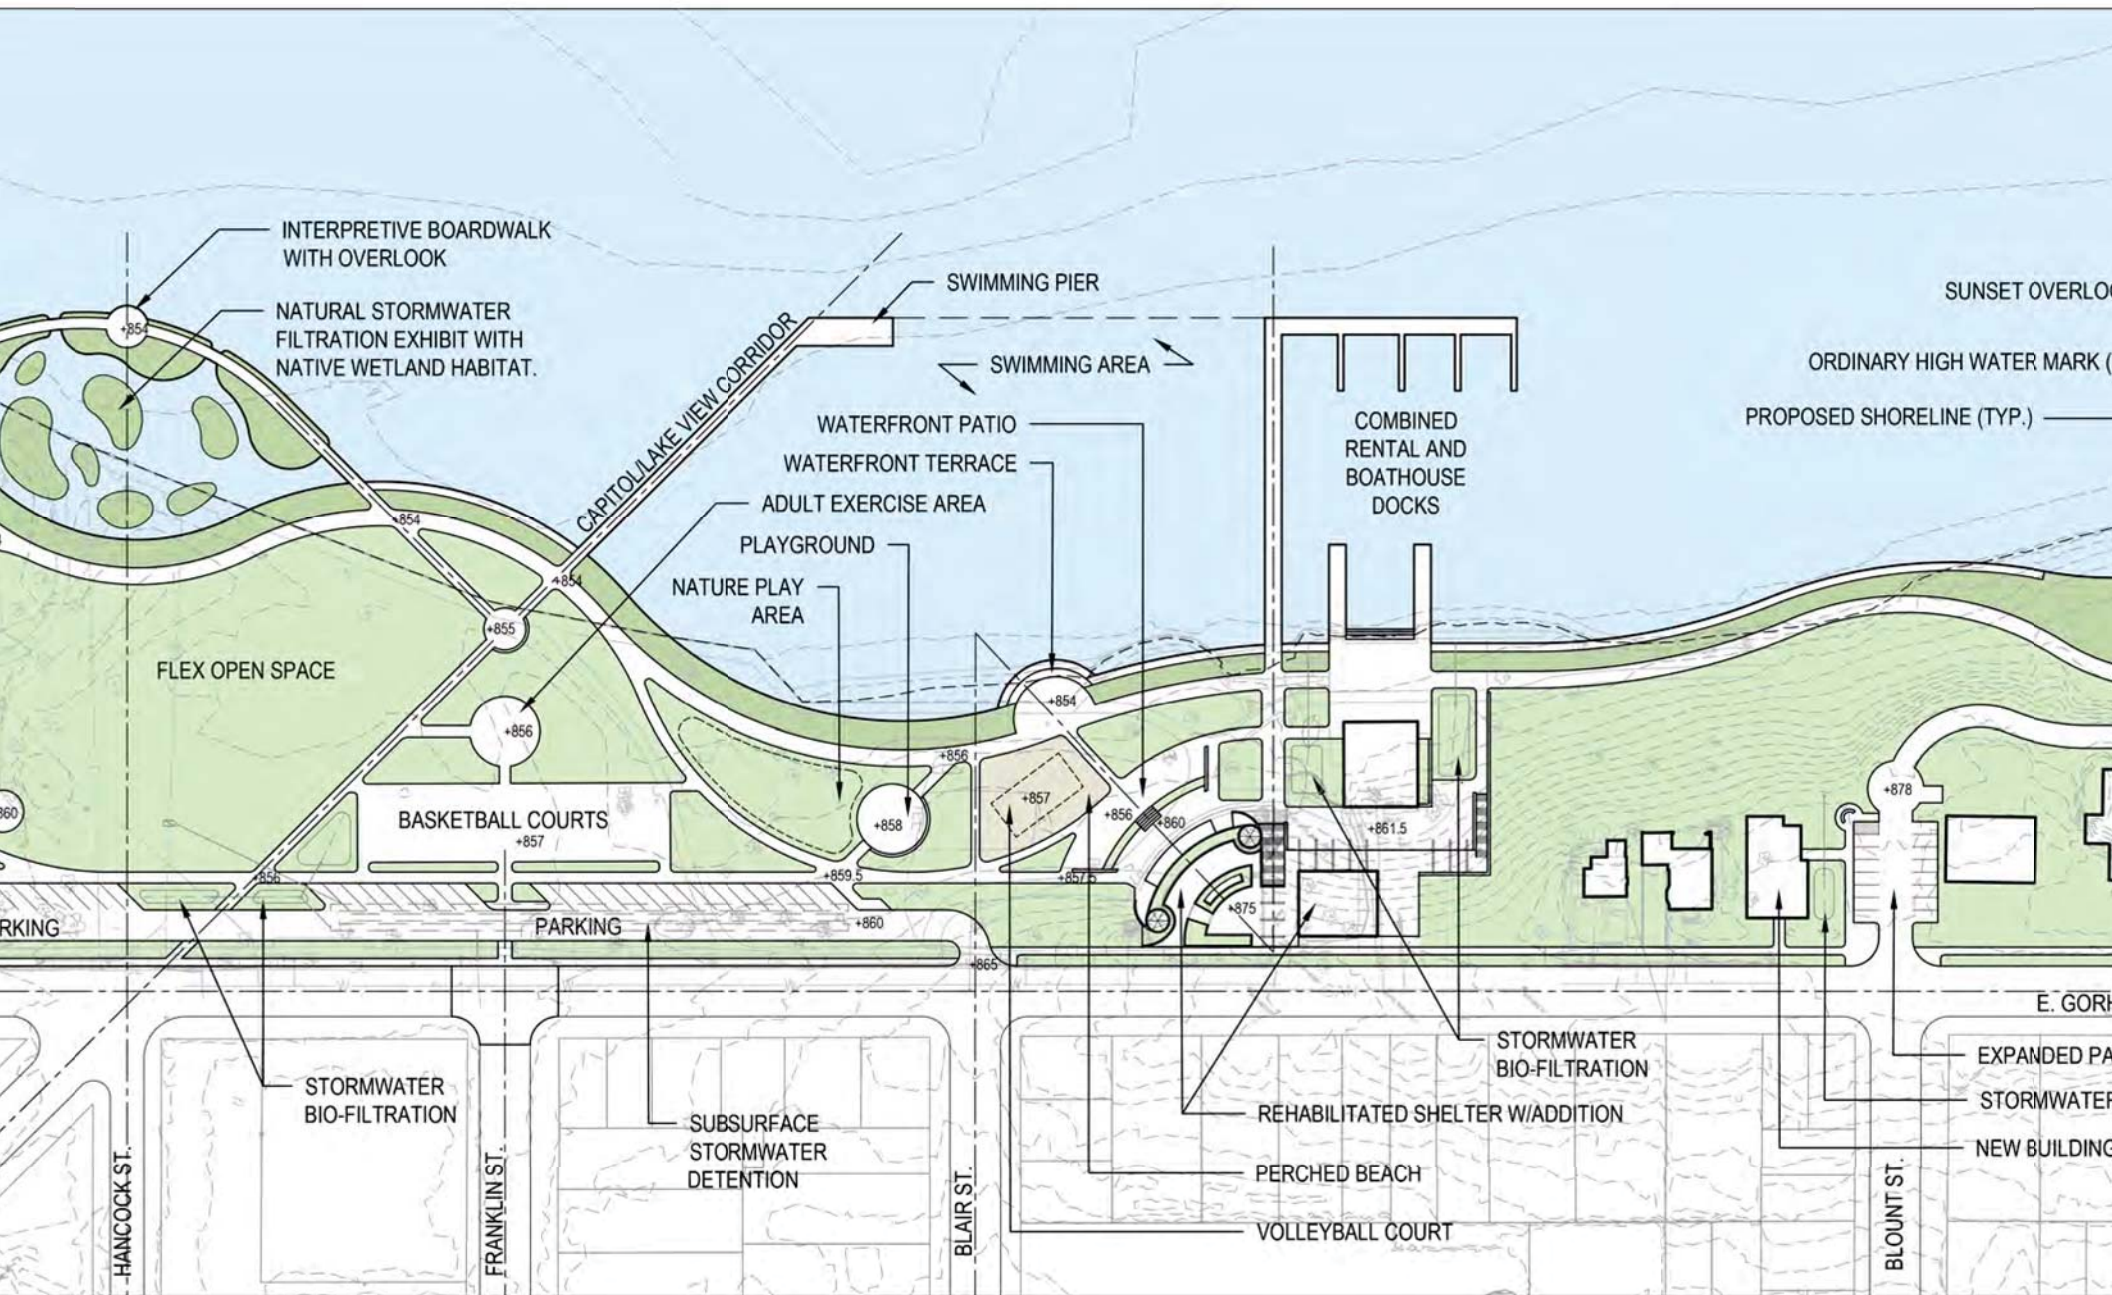 INTERPRETIVE BOARDWALK
WITH OVERLOOK
NATURAL STORMWATER
FILTRATION EXHIBIT WITH
NATIVE WETLAND HABITAT.
+854
SWIMMING PIER
SWIMMING AREA
CAPITOL/LAKE VIEW CORRIDOR
WATERFRONT PATIO
WATERFRONT TERRACE
ADULT EXERCISE AREA
PLAYGROUND
NATURE PLAY
AREA
COMBINED
RENTAL AND
BOATHOUSE
DOCKS
SUNSET OVERLOO
ORDINARY HIGH WATER MARK (
PROPOSED SHORELINE (TYP.)
+854
+854
+855
FLEX OPEN SPACE
+856
+854
+856
+857
+856
+860
+878
860
BASKETBALL COURTS
+857
+858
+861.5
+856
+859.5
+857.5
+875
RKING
PARKING
+860
+865
E. GORH
STORMWATER
BIO-FILTRATION
SUBSURFACE
STORMWATER
DETENTION
STORMWATER
BIO-FILTRATION
REHABILITATED SHELTER W/ADDITION
PERCHED BEACH
VOLLEYBALL COURT
EXPANDED PA
STORMWATER
NEW BUILDING
HANCOCK ST.
FRANKLIN ST.
BLAIR ST.
BLOUNT ST.